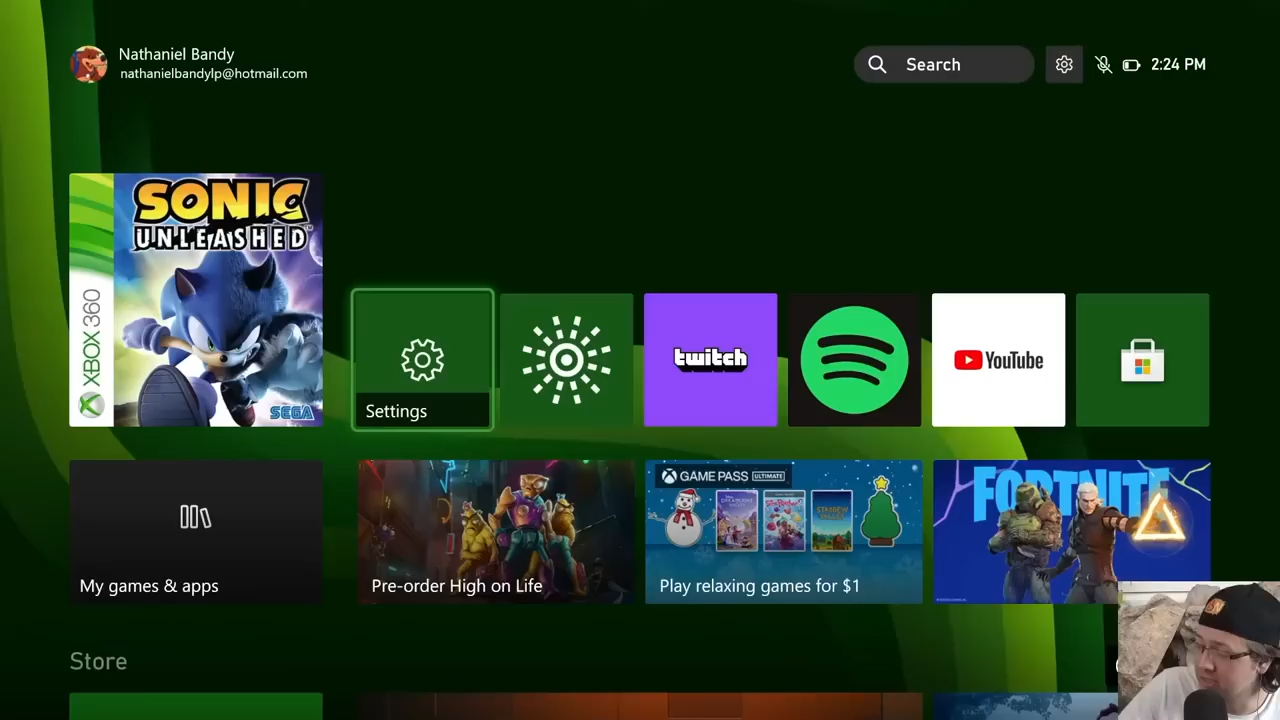 Nathaniel Bandy
nathanielbandylp@hotmail.com
Search
2:24 PM
SONIC
UNLEASHED
XBOX 360
SEGA
Settings
twitch
YouTube
My games & apps
Pre-order High on Life
GAME PASS ULTIMATE
Play relaxing games for $1
FORTNITE
Store